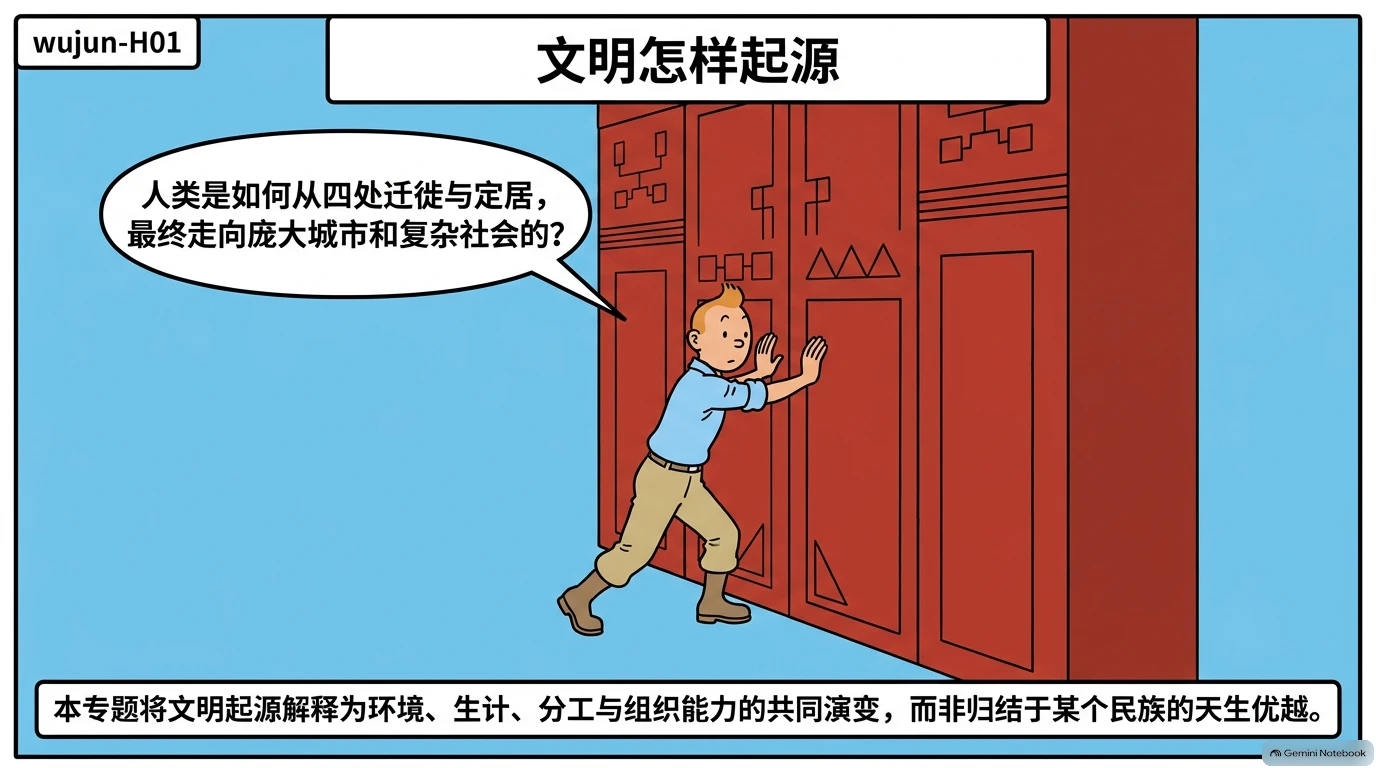 wujun-H01
文明怎样起源
人类是如何从四处迁徙与定居，
最终走向庞大城市和复杂社会的？
本专题将文明起源解释为环境、生计、分工与组织能力的共同演变，而非归结于某个民族的天生优越。
Gemini Notebook